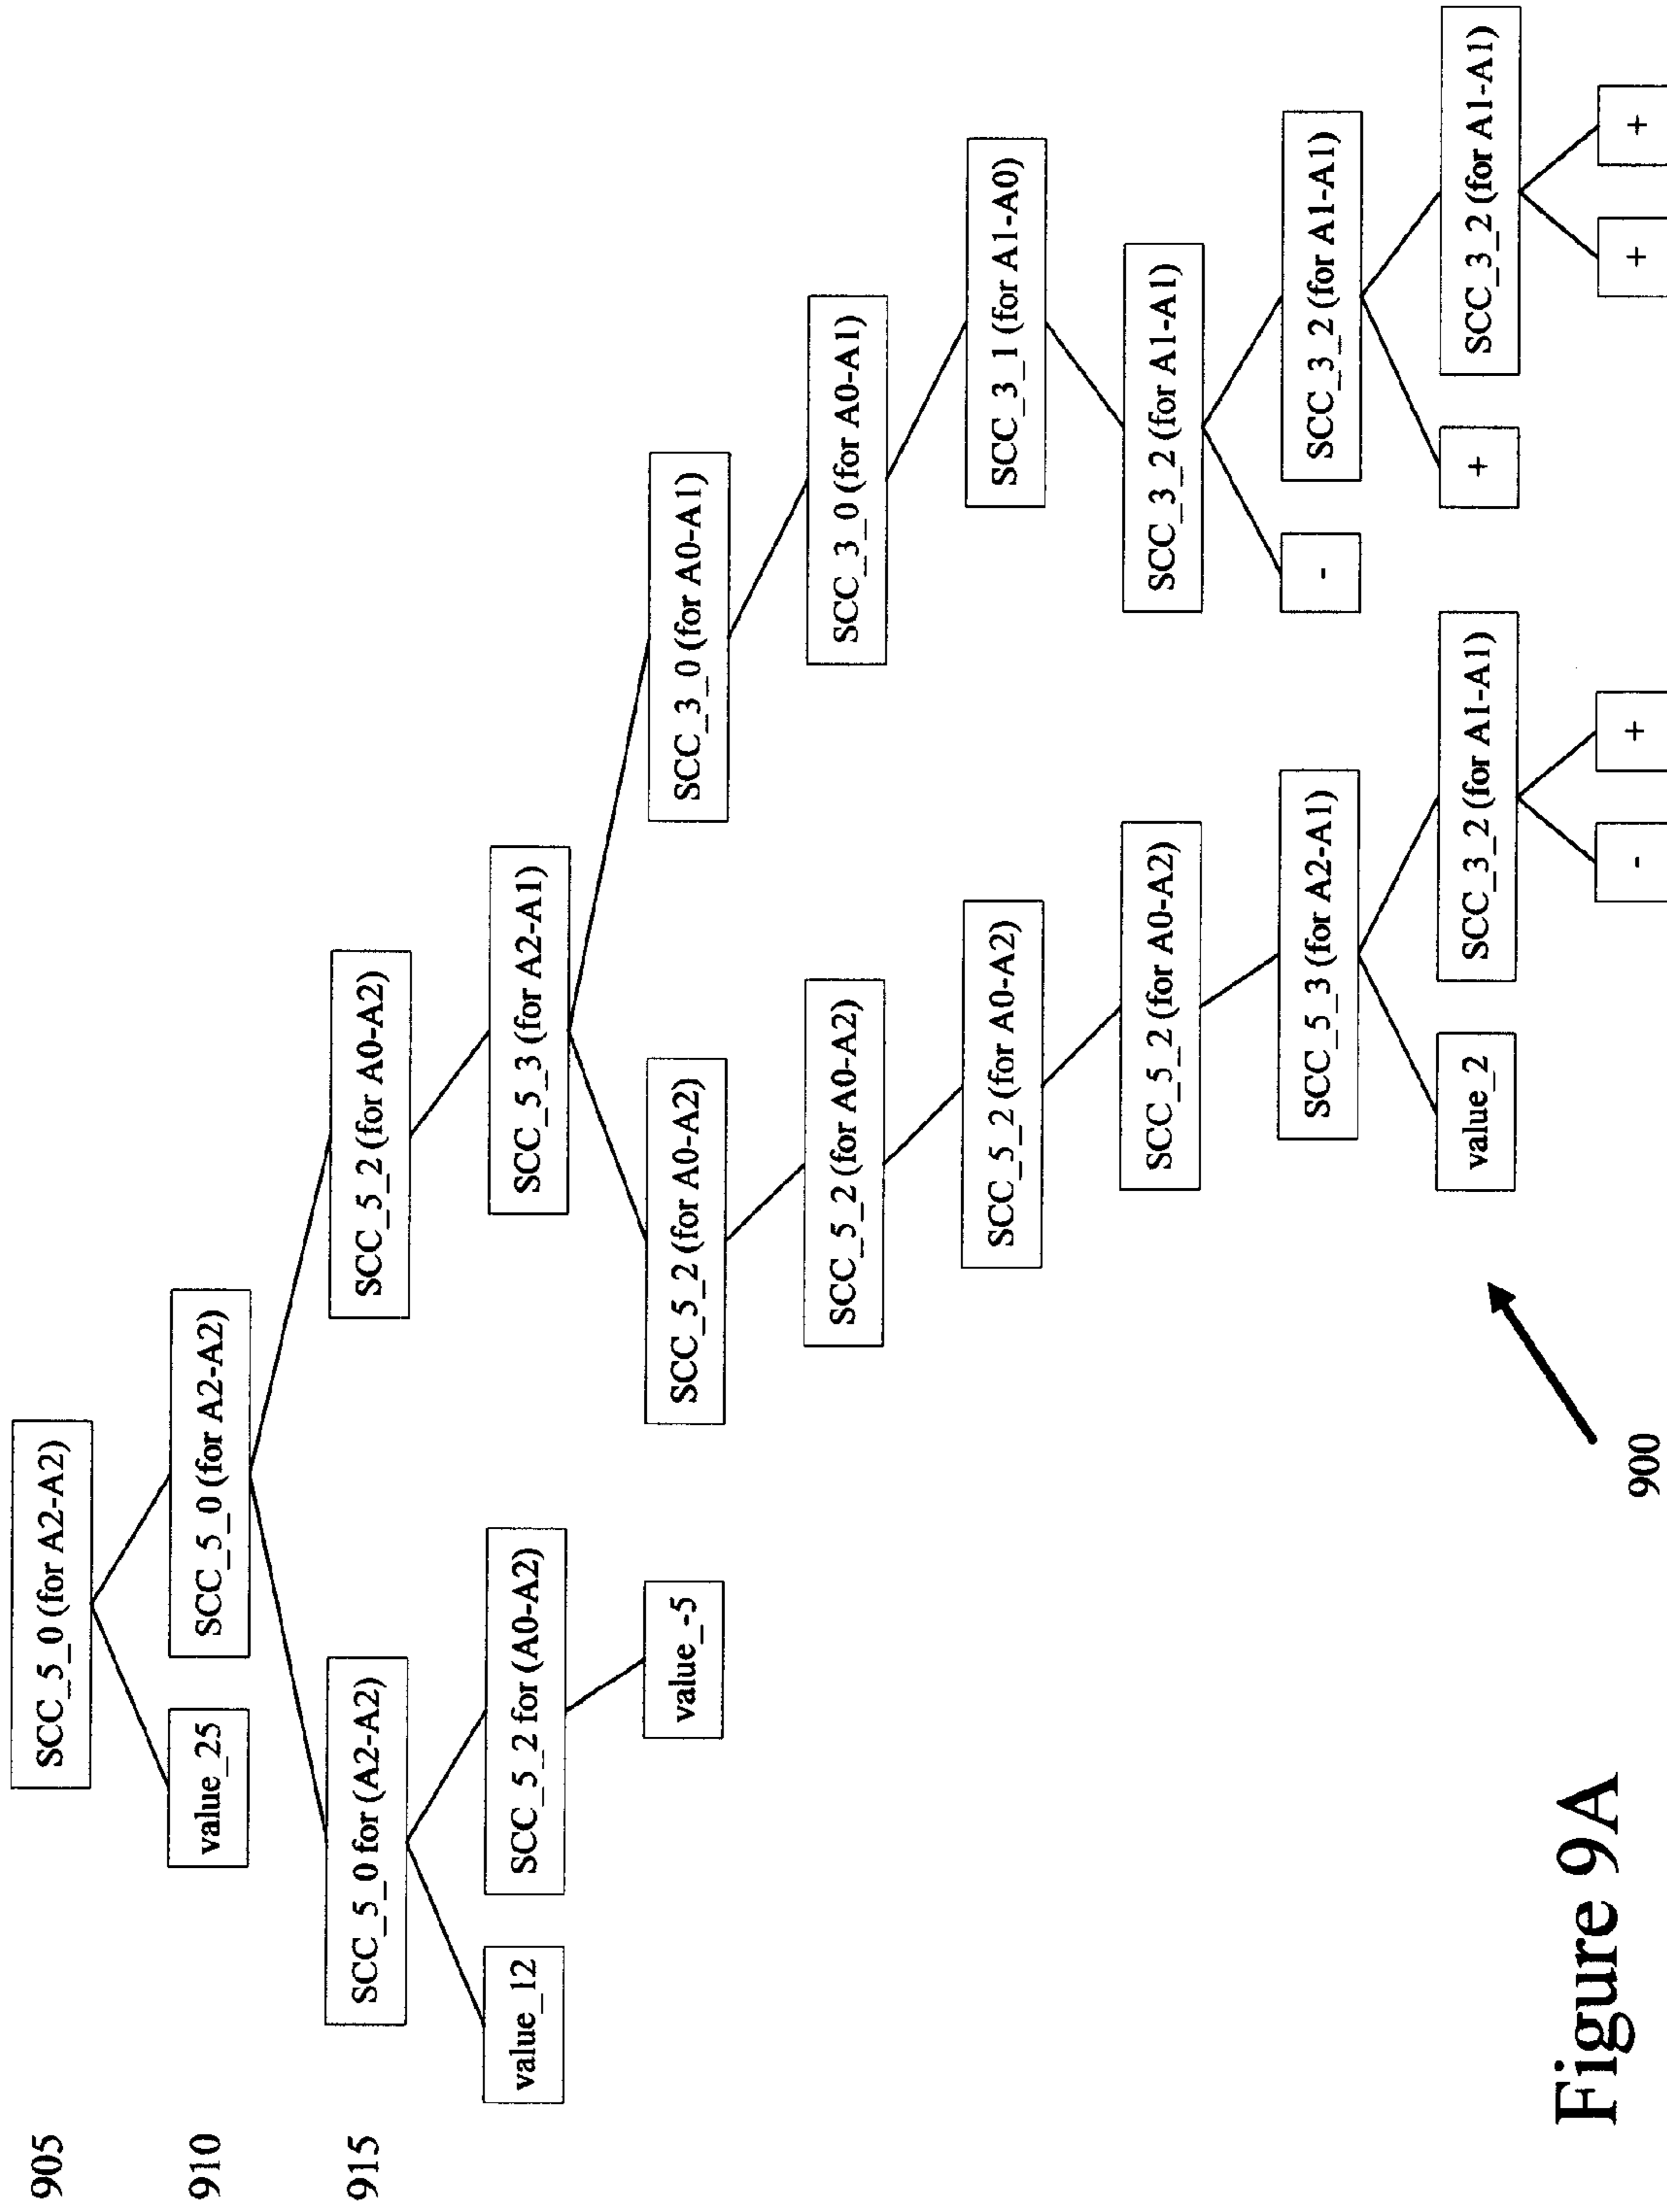 905
SCC_5_0 (for A2-A2)
910
value_25
SCC_5_0 (for A2-A2)
915
SCC_5_0 for (A2-A2)
SCC_5_2 (for A0-A2)
value_12
SCC_5_2 for (A0-A2)
SCC_5_3 (for A2-A1)
value_-5
SCC_5_2 (for A0-A2)
SCC_3_0 (for A0-A1)
SCC_5_2 (for A0-A2)
SCC_3_0 (for A0-A1)
SCC_5_2 (for A0-A2)
SCC_3_1 (for A1-A0)
SCC_5_2 (for A0-A2)
SCC_3_2 (for A1-A1)
SCC_5_3 (for A2-A1)
-
SCC_3_2 (for A1-A1)
value_2
SCC_3_2 (for A1-A1)
+
SCC_3_2 (for A1-A1)
-
+
+
+
900
Figure 9A